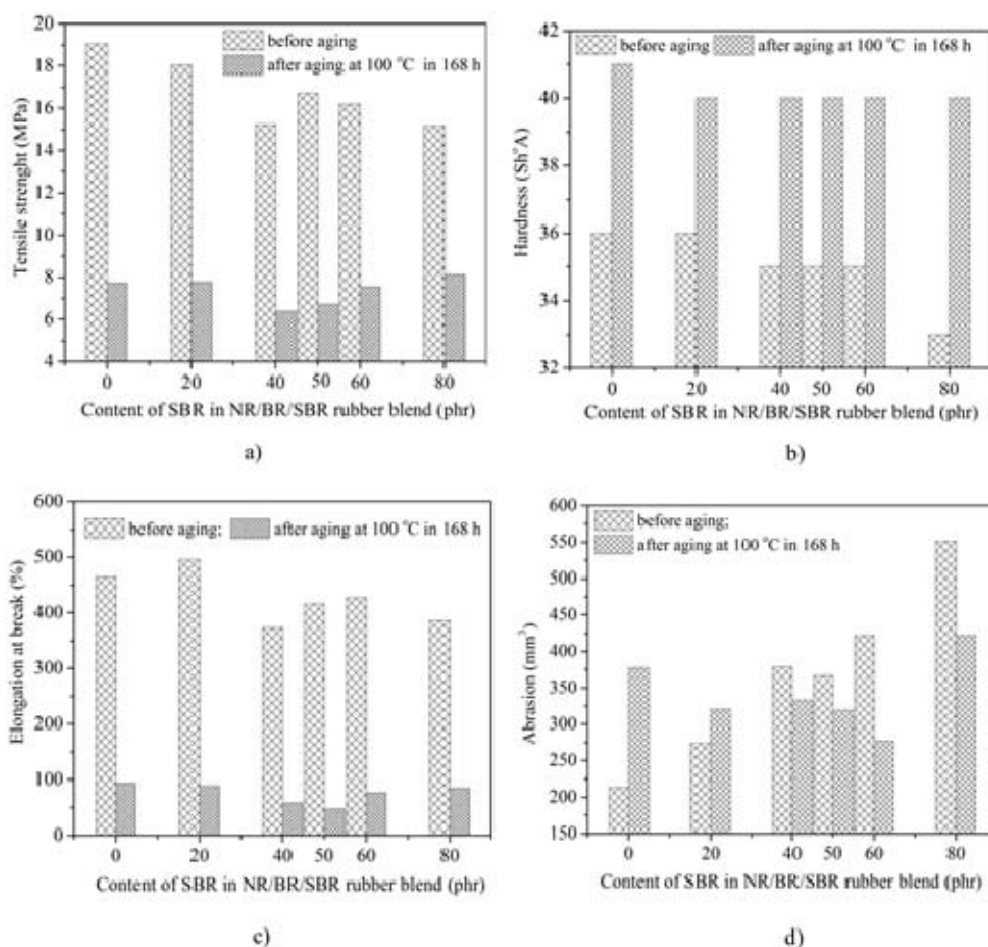 20
18
16
14
12
10
8
6
4
Tensile strenght (MPa)
before aging
after aging at 100 °C in 168 h
0 20 40 50 60 80
Content of SBR in NR/BR/SBR rubber blend (phr)
a)
42
40
38
36
34
32
Hardness (Sh°A)
before aging after aging at 100 °C in 168 h
0 20 40 50 60 80
Content of SBR in NR/BR/SBR rubber blend (phr)
b)
600
500
400
300
200
100
0
Ellongation at break (%)
before aging; after aging at 100 °C in 168 h
0 20 40 50 60 80
Content of SBR in NR/BR/SBR rubber blend (phr)
c)
600
550
500
450
400
350
300
250
200
150
Abrasion (mm³)
before aging;
after aging at 100 °C in 168 h
0 20 40 50 60 80
Content of SBR in NR/BR/SBR rubber blend (phr)
d)